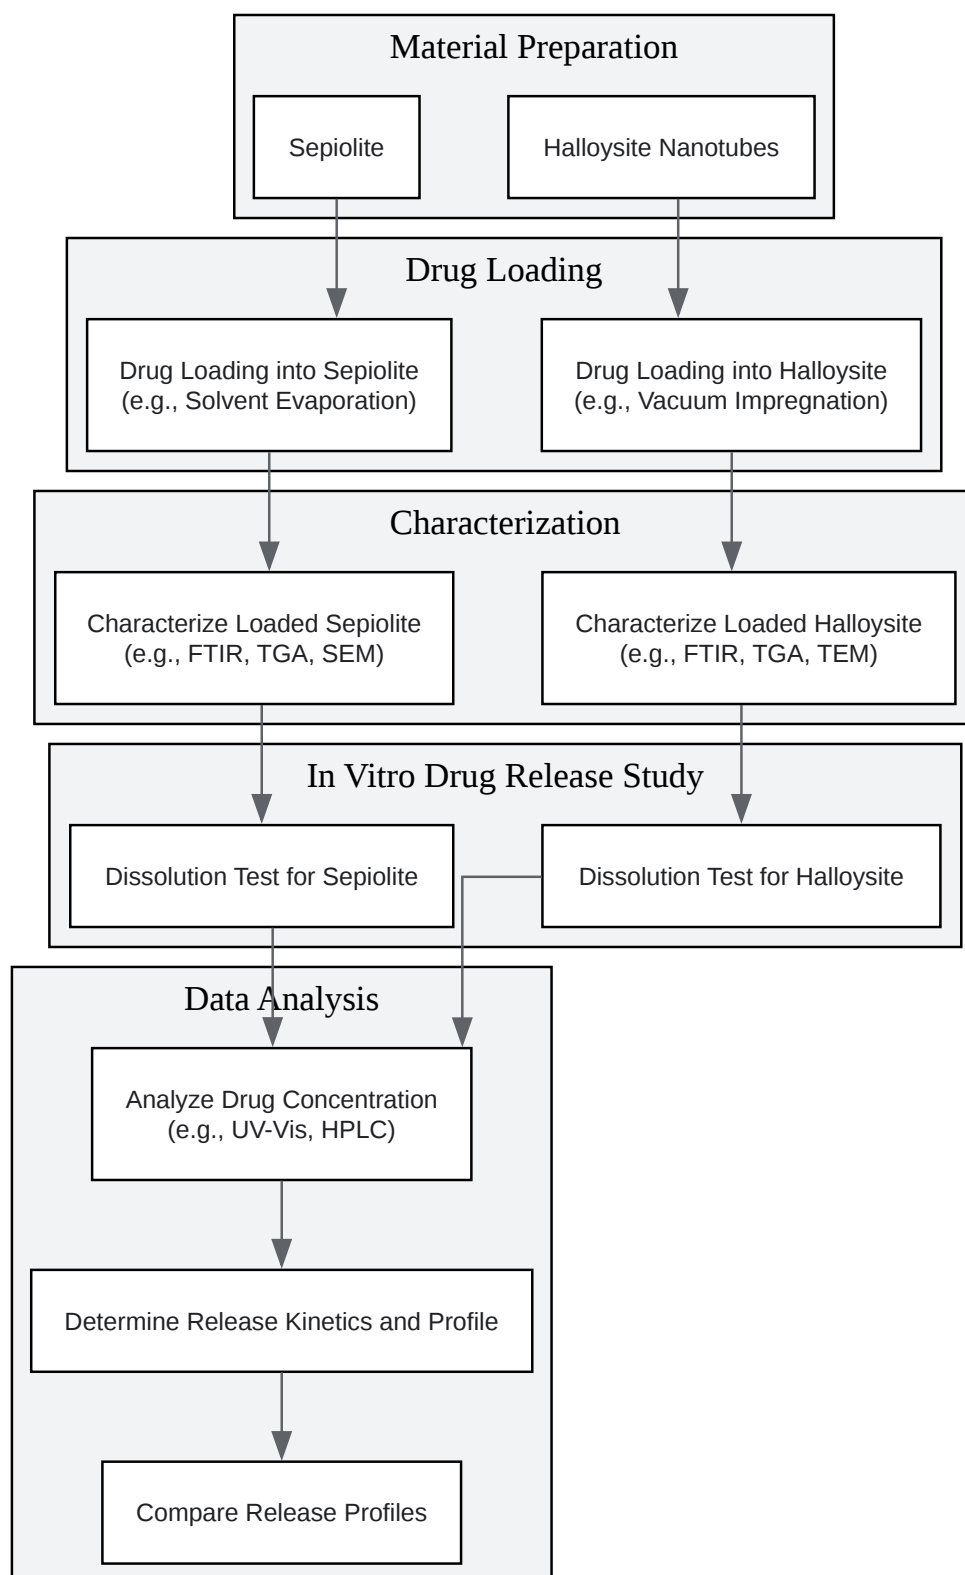 Material Preparation
Sepiolite
Halloysite Nanotubes
Drug Loading
Drug Loading into Sepiolite
(e.g., Solvent Evaporation)
Drug Loading into Halloysite
(e.g., Vacuum Impregnation)
Characterization
Characterize Loaded Sepiolite
(e.g., FTIR, TGA, SEM)
Characterize Loaded Halloysite
(e.g., FTIR, TGA, TEM)
In Vitro Drug Release Study
Dissolution Test for Sepiolite
Dissolution Test for Halloysite
Data Analysis
Analyze Drug Concentration
(e.g., UV-Vis, HPLC)
Determine Release Kinetics and Profile
Compare Release Profiles